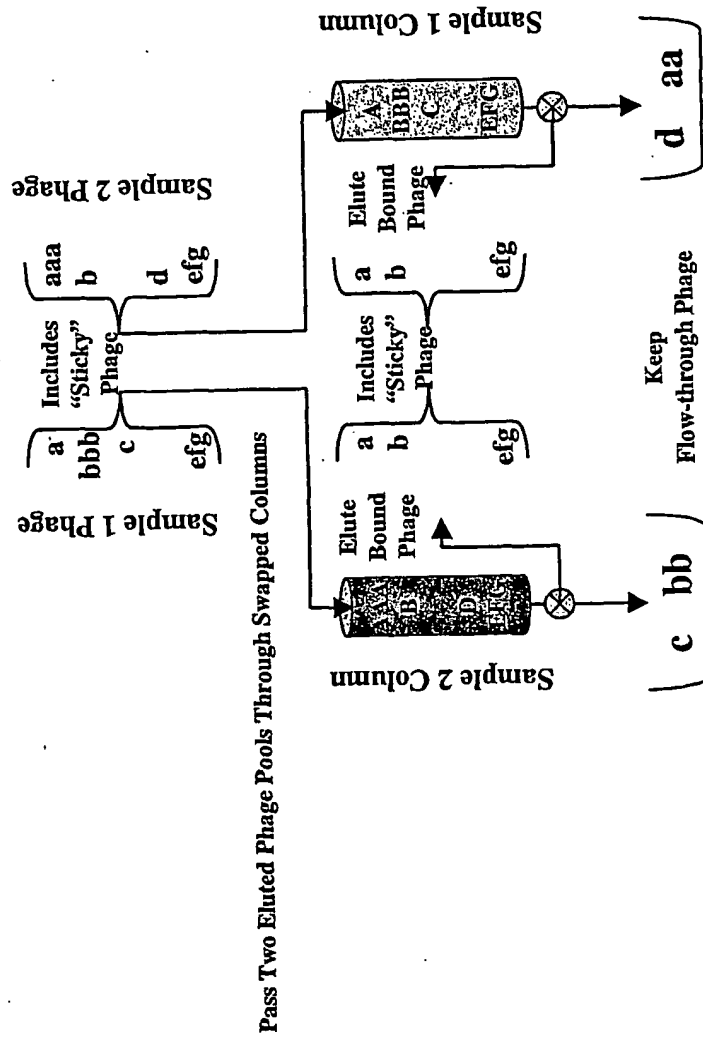 Sample 1 Phage
a
bbb
c
efg
Includes
“Sticky”
Phage
Sample 2 Phage
aaa
b
d
efg
Pass Two Eluted Phage Pools Through Swapped Columns
Sample 2 Column
AAA
B
D
EFG
Elute
Bound
Phage
a
b
efg
Includes
“Sticky”
Phage
a
b
efg
Elute
Bound
Phage
Sample 1 Column
A
BBB
C
EFG
c bb
Keep
Flow-through Phage
d aa